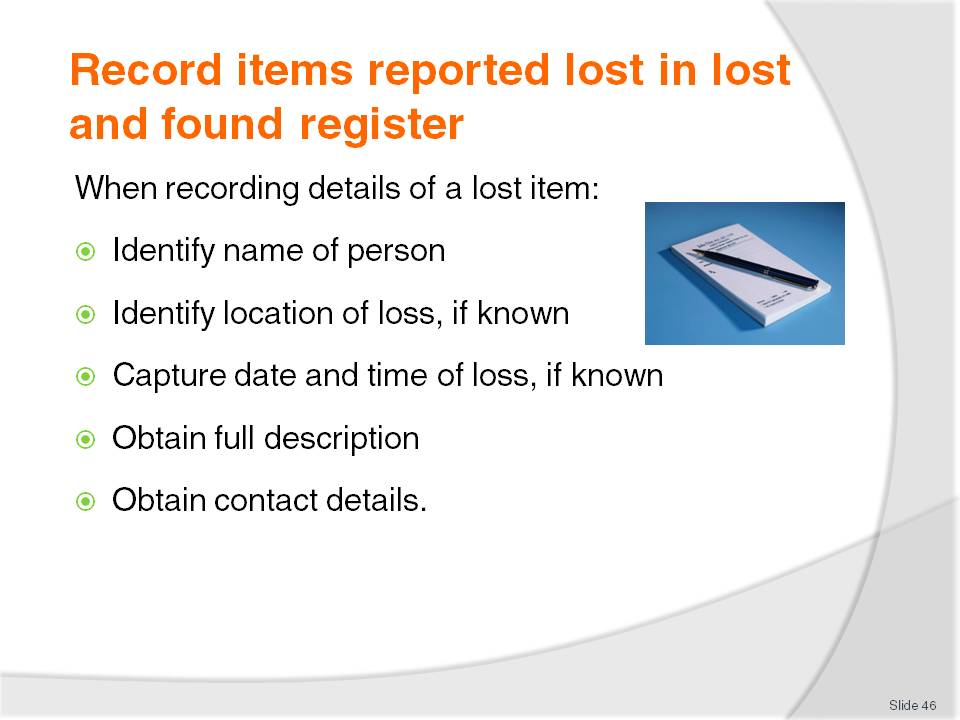 Record items reported lost in lost
and found register
When recording details of a lost item:
Identify name of person
Identify location of loss, if known
Capture date and time of loss, if known
Obtain full description
Obtain contact details.
Slide 46